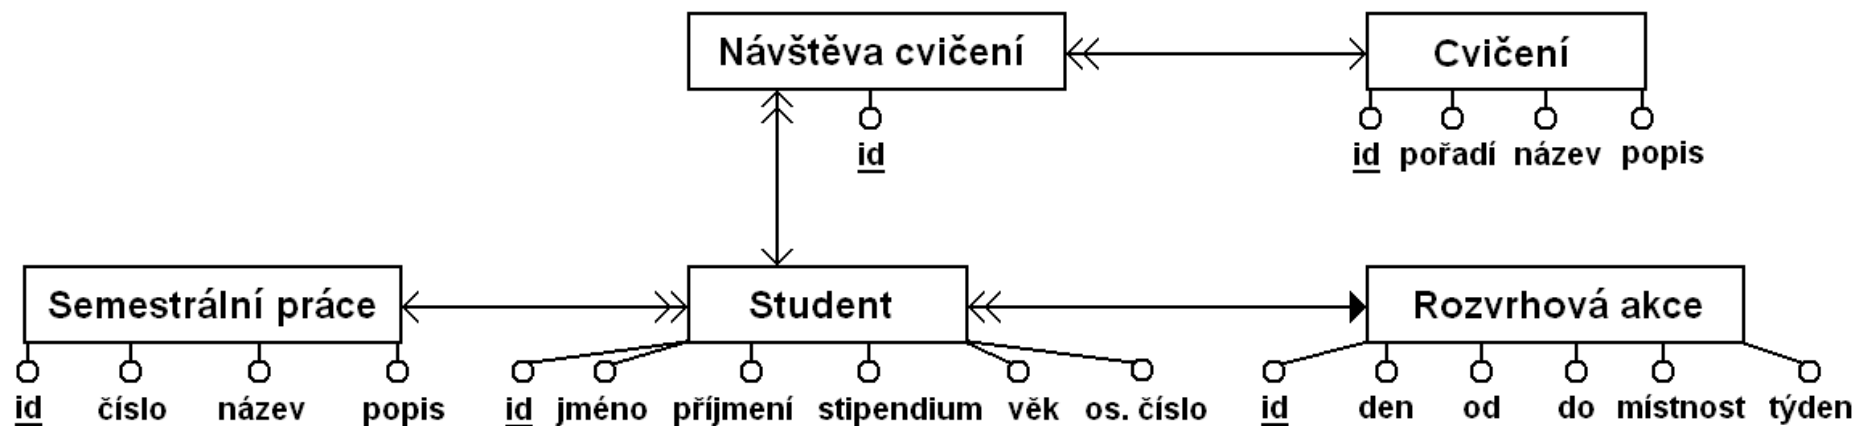 Návštěva cvičení
Cvičení
id
id pořadí název popis
Semestrální práce
Student
Rozvrhová akce
id číslo název popis
id jméno příjmení stipendium věk os. číslo
id den od do místnost týden